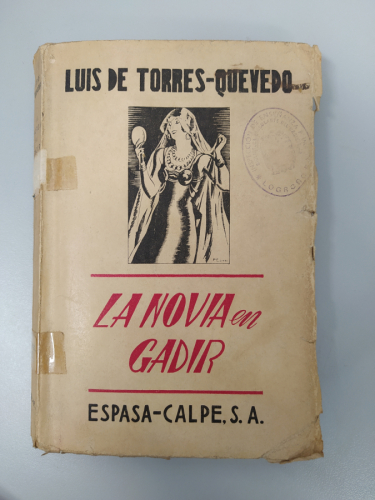 LUIS DE TORRES-QUEVEDO
LA NOVIA en
GADIR
ESPASA-CALPE, S. A.